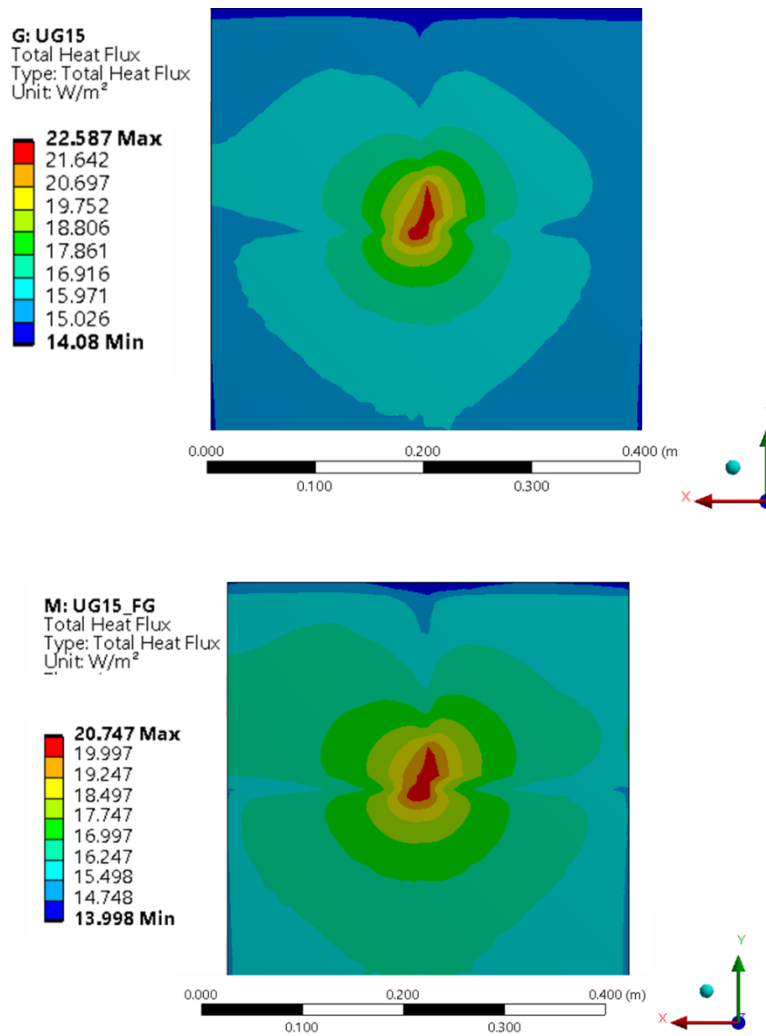 G: UG15
Total Heat Flux
Type: Total Heat Flux
Unit: W/m²
22.587 Max
21.642
20.697
19.752
18.806
17.861
16.916
15.971
15.026
14.08 Min
0.000 0.200 0.400 (m
0.100 0.300
X
M: UG15_FG
Total Heat Flux
Type: Total Heat Flux
Unit: W/m²
20.747 Max
19.997
19.247
18.497
17.747
16.997
16.247
15.498
14.748
13.998 Min
0.000 0.200 0.400 (m)
0.100 0.300
Y
X